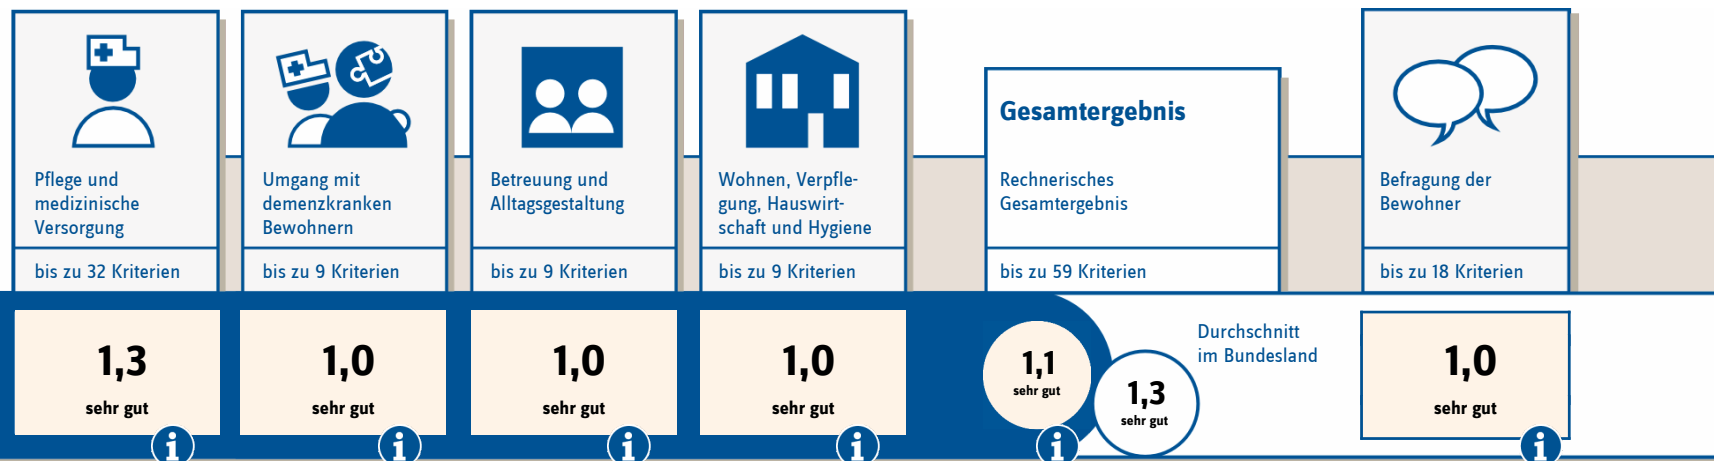 Pflege und
medizinische
Versorgung
bis zu 32 Kriterien
1,3
sehr gut
i
Umgang mit
demenzkranken
Bewohnern
bis zu 9 Kriterien
1,0
sehr gut
i
Betreuung und
Alltagsgestaltung
bis zu 9 Kriterien
1,0
sehr gut
i
Wohnen, Verpfle-
gung, Hauswirt-
schaft und Hygiene
bis zu 9 Kriterien
1,0
sehr gut
i
Gesamtergebnis
Rechnerisches
Gesamtergebnis
bis zu 59 Kriterien
1,1
sehr gut
i
Durchschnitt
im Bundesland
1,3
sehr gut
Befragung der
Bewohner
bis zu 18 Kriterien
1,0
sehr gut
i